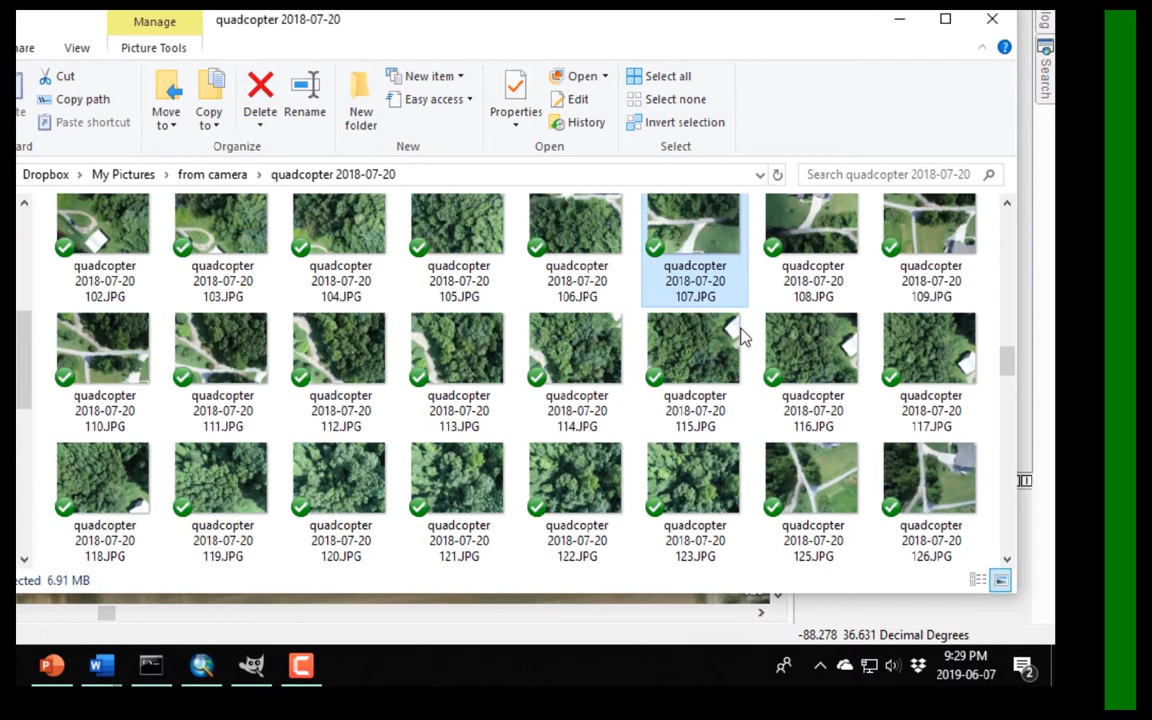 Manage
quadcopter 2018-07-20
hare
View
Picture Tools
Cut
Copy path
Paste shortcut
Move to
Copy to
Delete
Rename
New folder
New item
Easy access
Properties
Open
Edit
History
Select all
Select none
Invert selection
Organize
New
Open
Select
Dropbox > My Pictures > from camera > quadcopter 2018-07-20
Search quadcopter 2018-07-20
quadcopter 2018-07-20 102.JPG
quadcopter 2018-07-20 103.JPG
quadcopter 2018-07-20 104.JPG
quadcopter 2018-07-20 105.JPG
quadcopter 2018-07-20 106.JPG
quadcopter 2018-07-20 107.JPG
quadcopter 2018-07-20 108.JPG
quadcopter 2018-07-20 109.JPG
quadcopter 2018-07-20 110.JPG
quadcopter 2018-07-20 111.JPG
quadcopter 2018-07-20 112.JPG
quadcopter 2018-07-20 113.JPG
quadcopter 2018-07-20 114.JPG
quadcopter 2018-07-20 115.JPG
quadcopter 2018-07-20 116.JPG
quadcopter 2018-07-20 117.JPG
quadcopter 2018-07-20 118.JPG
quadcopter 2018-07-20 119.JPG
quadcopter 2018-07-20 120.JPG
quadcopter 2018-07-20 121.JPG
quadcopter 2018-07-20 122.JPG
quadcopter 2018-07-20 123.JPG
quadcopter 2018-07-20 125.JPG
quadcopter 2018-07-20 126.JPG
ected 6.91 MB
log
Search
-88.278 36.631 Decimal Degrees
9:29 PM
2019-06-07
2